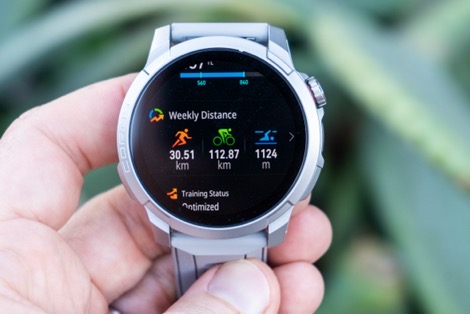 560 840
Weekly Distance
30.51 112.87 1124
km km m
Training Status
Optimized